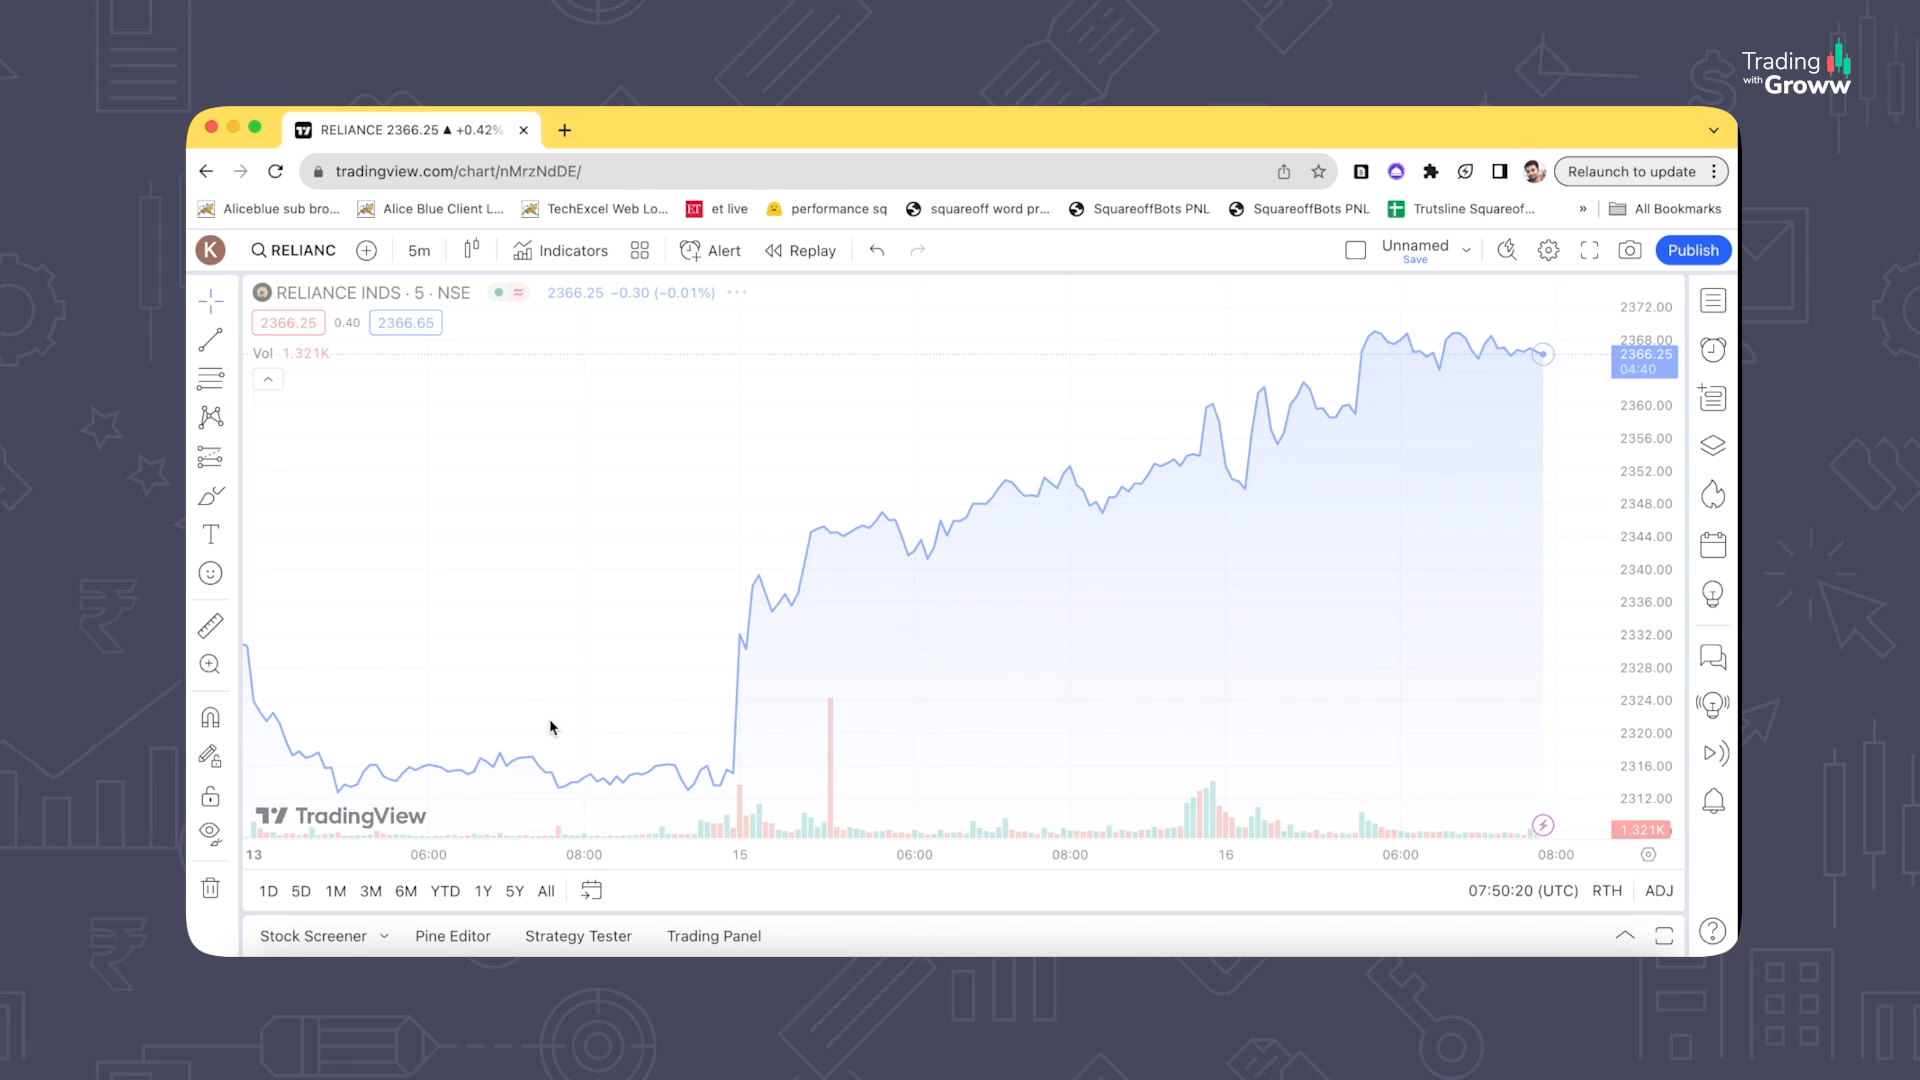 Trading
with Groww
RELIANCE 2366.25 ▲ +0.42%
tradingview.com/chart/nMrzNdDE/
Relaunch to update
Aliceblue sub bro...
Alice Blue Client L...
TechExcel Web Lo...
ET
et live
performance sq
squareoff word pr...
SquareoffBots PNL
SquareoffBots PNL
Trutsline Squareof...
»
All Bookmarks
K
RELIANC
5m
Indicators
Alert
Replay
Unnamed
Save
Publish
RELIANCE INDS · 5 · NSE
2366.25 −0.30 (−0.01%)
2366.25
0.40
2366.65
Vol 1.321K
2372.00
2368.00
2366.25
04:40
2360.00
2356.00
2352.00
2348.00
2344.00
2340.00
2336.00
2332.00
2328.00
2324.00
2320.00
2316.00
2312.00
1.321K
TradingView
13
06:00
08:00
15
06:00
08:00
16
06:00
08:00
1D 5D 1M 3M 6M YTD 1Y 5Y All
07:50:20 (UTC) RTH ADJ
Stock Screener
Pine Editor
Strategy Tester
Trading Panel